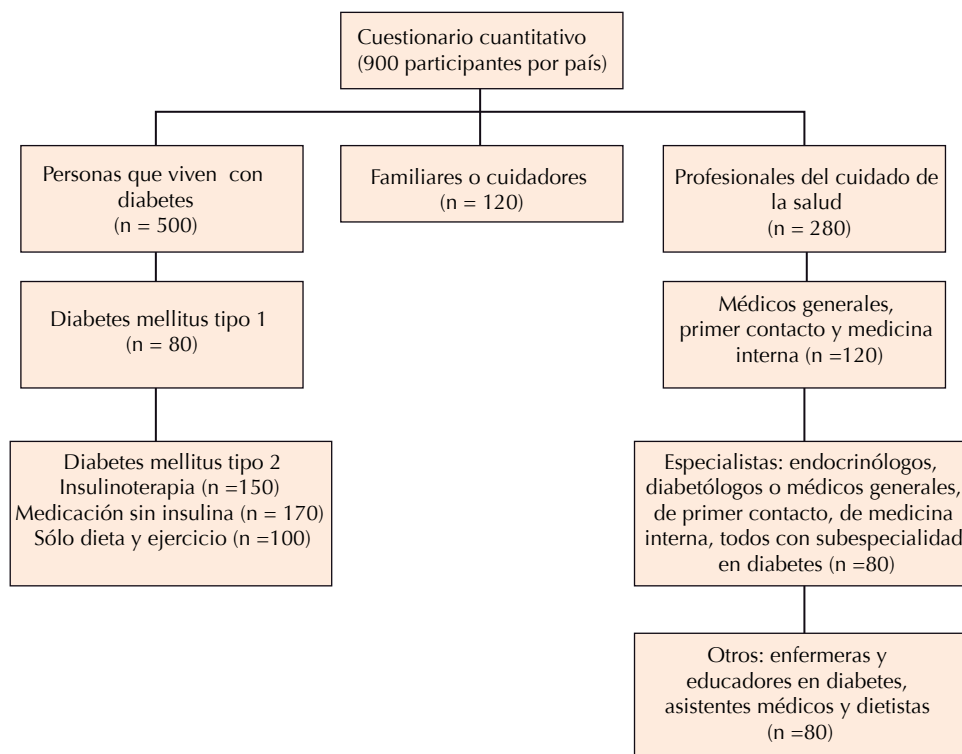 Cuestionario cuantitativo
(900 participantes por país)
Personas que viven con
diabetes
(n = 500)
Familiares o cuidadores
(n = 120)
Profesionales del cuidado de
la salud
(n = 280)
Diabetes mellitus tipo 1
(n = 80)
Médicos generales,
primer contacto y medicina
interna (n =120)
Diabetes mellitus tipo 2
Insulinoterapia (n =150)
Medicación sin insulina (n = 170)
Sólo dieta y ejercicio (n =100)
Especialistas: endocrinólogos,
diabetólogos o médicos generales,
de primer contacto, de medicina
interna, todos con subespecialidad
en diabetes (n =80)
Otros: enfermeras y
educadores en diabetes,
asistentes médicos y dietistas
(n =80)